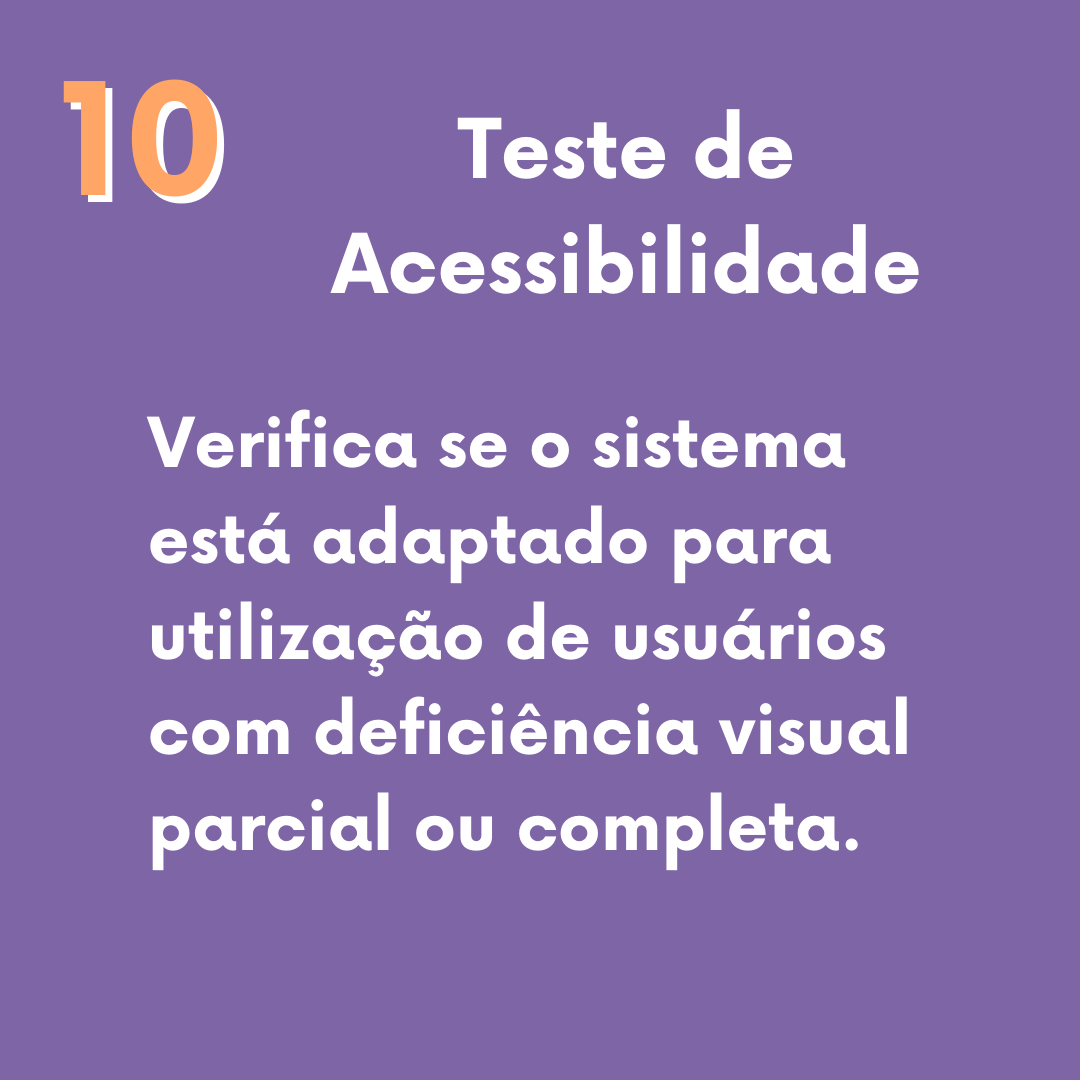 10
Teste de
Acessibilidade
Verifica se o sistema
está adaptado para
utilização de usuários
com deficiência visual
parcial ou completa.